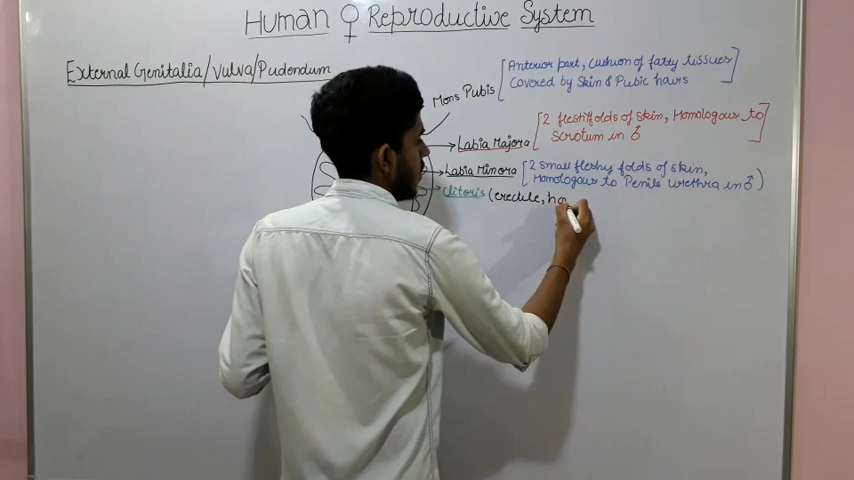 Human ♀ Reproductive System
External Genitalia/Vulva/Pudendum
Mons Pubis [Anterior part, cushion of fatty tissues
Covered by Skin & Pubic hairs]
Labia Majora [2 fleshy folds of skin, Homologous to
Scrotum in ♂]
Labia Minora [2 small fleshy folds of skin,
Homologous to Penile urethra in ♂)
Clitoris (erectule, ho